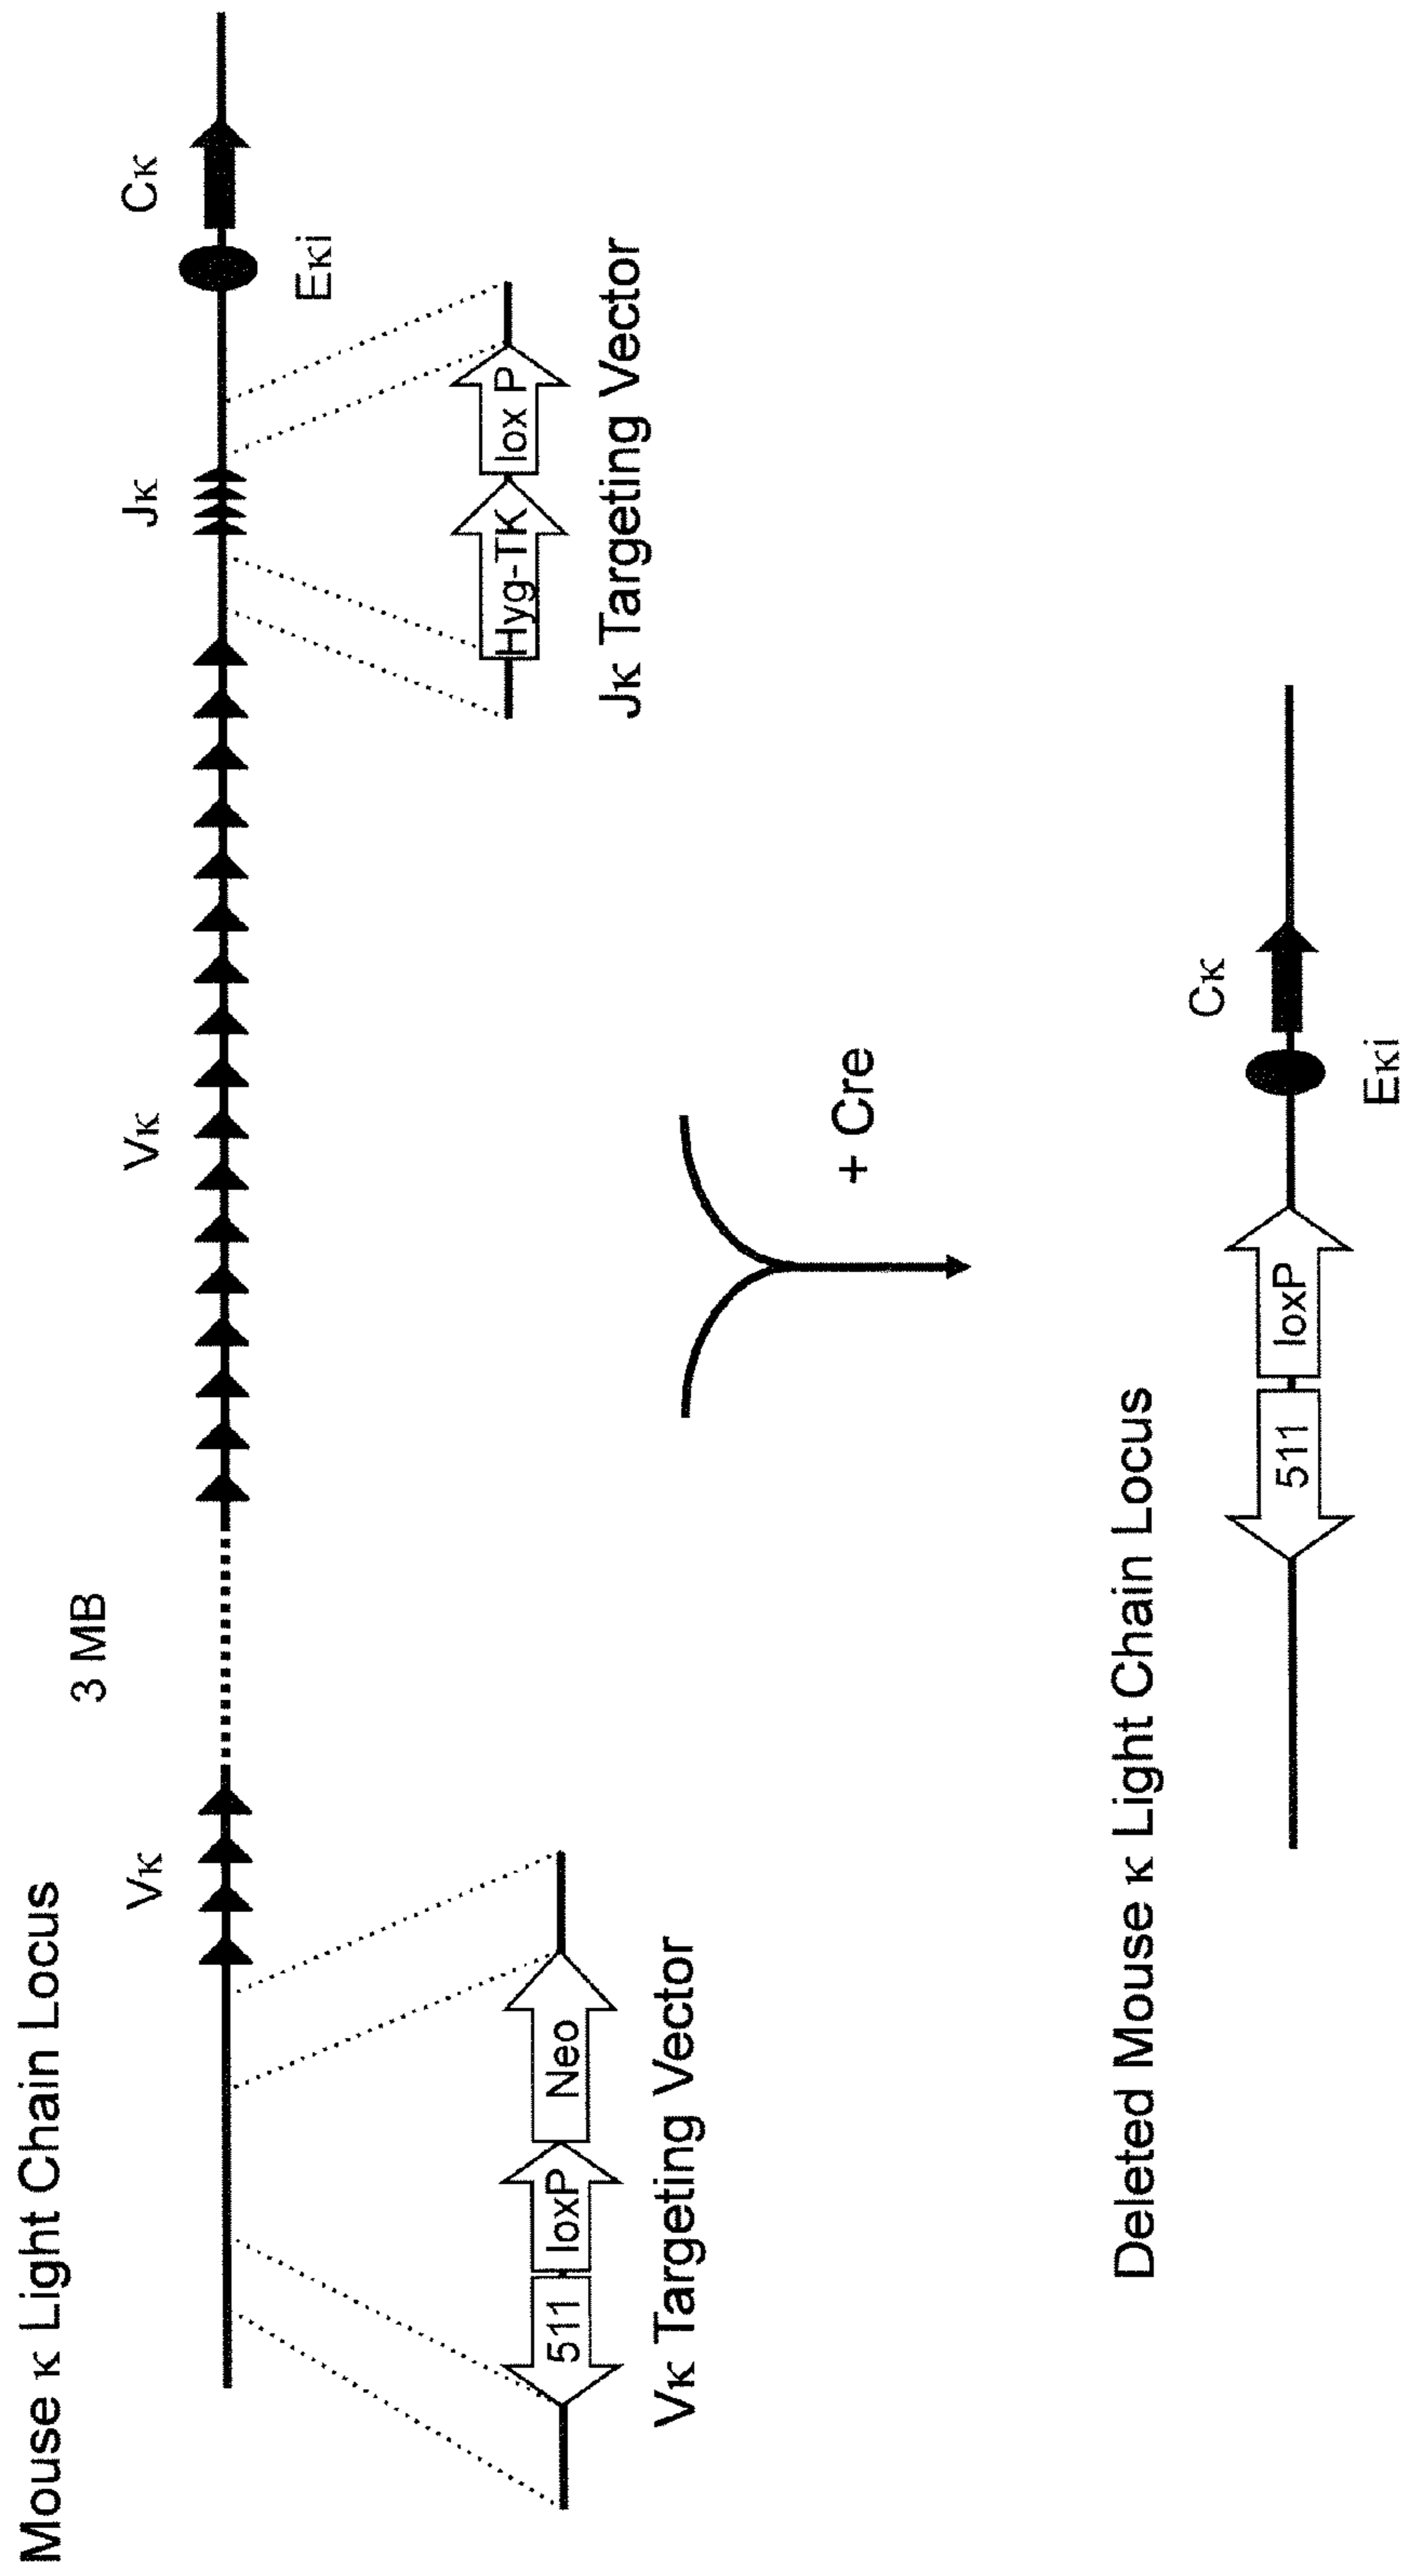 Mouse κ Light Chain Locus
3 MB
Vκ
Vκ
Jκ
Cκ
Eκi
511
loxP
Neo
Vκ Targeting Vector
Hyg-TK
lox P
Jκ Targeting Vector
+ Cre
Deleted Mouse κ Light Chain Locus
511
loxP
Cκ
Eκi